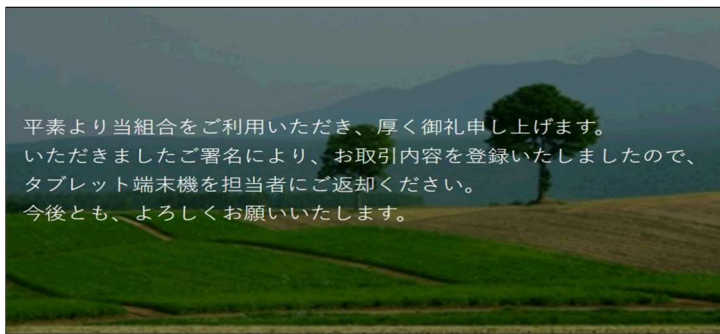 平素より当組合をご利用いただき、厚く御礼申し上げます。
いただきましたご署名により、お取引内容を登録いたしましたので、
タブレット端末機を担当者にご返却ください。
今後とも、よろしくお願いいたします。